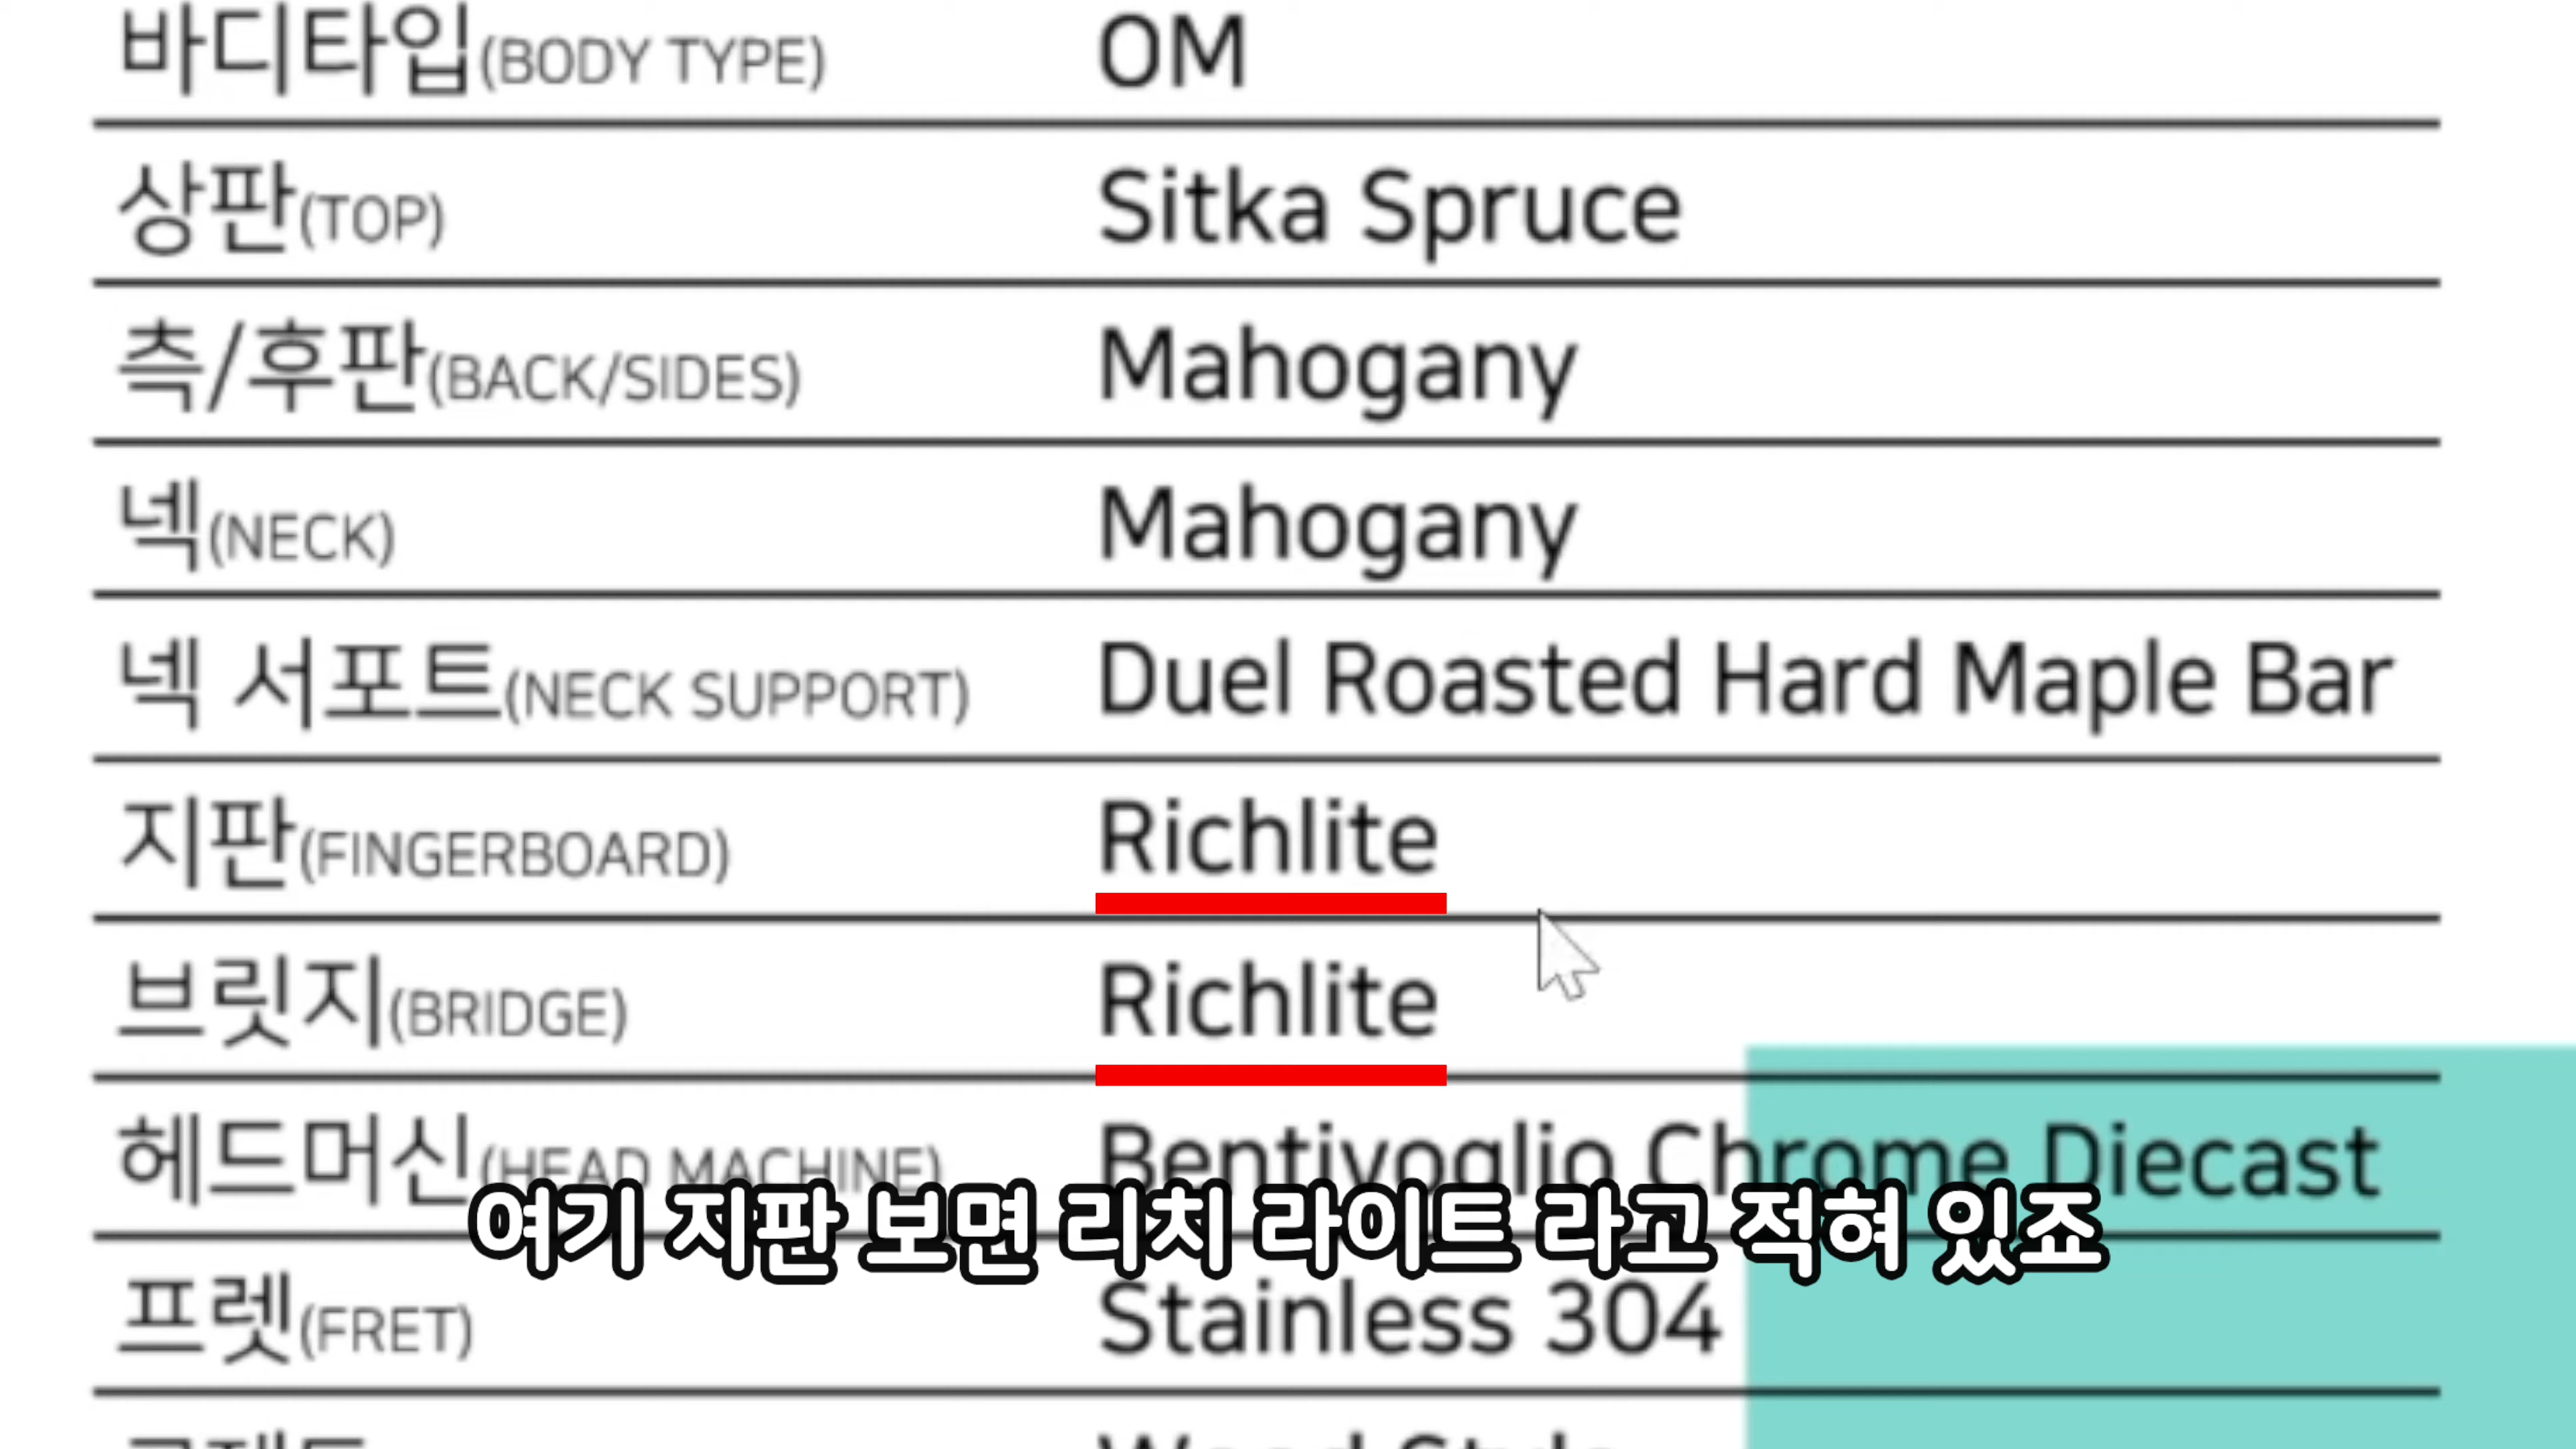 바디타입(BODY TYPE) OM
상판(TOP) Sitka Spruce
측/후판(BACK/SIDES) Mahogany
넥(NECK) Mahogany
넥 서포트(NECK SUPPORT) Duel Roasted Hard Maple Bar
지판(FINGERBOARD) Richlite
브릿지(BRIDGE) Richlite
헤드머신(HEAD MACHINE) Bentivoglio Chrome Diecast
여기 지판 보면 리치 라이트 라고 적혀 있죠
프렛(FRET) Stainless 304